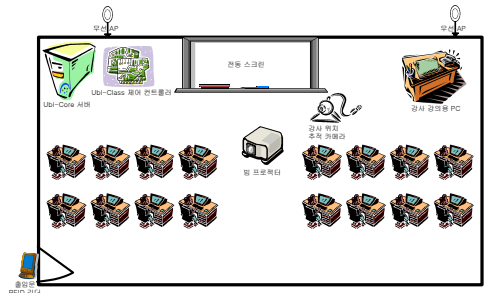 무선 AP
무선 AP
전동 스크린
Ubi-Class 제어 컨트롤러
Ubi-Core 서버
강사 강의용 PC
강사 위치
추적 카메라
빔 프로젝터
출입문
RFID 리더